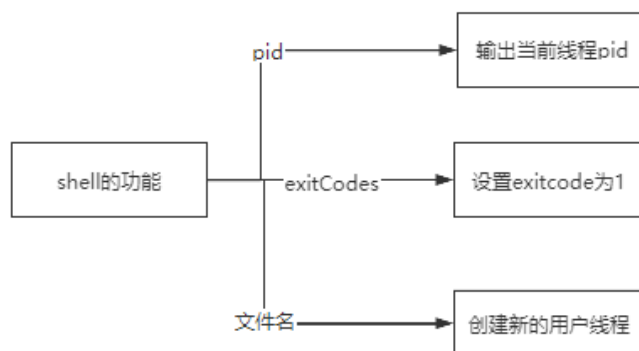 pid
输出当前线程pid
shell的功能
exitCodes
设置exitcode为1
文件名
创建新的用户线程